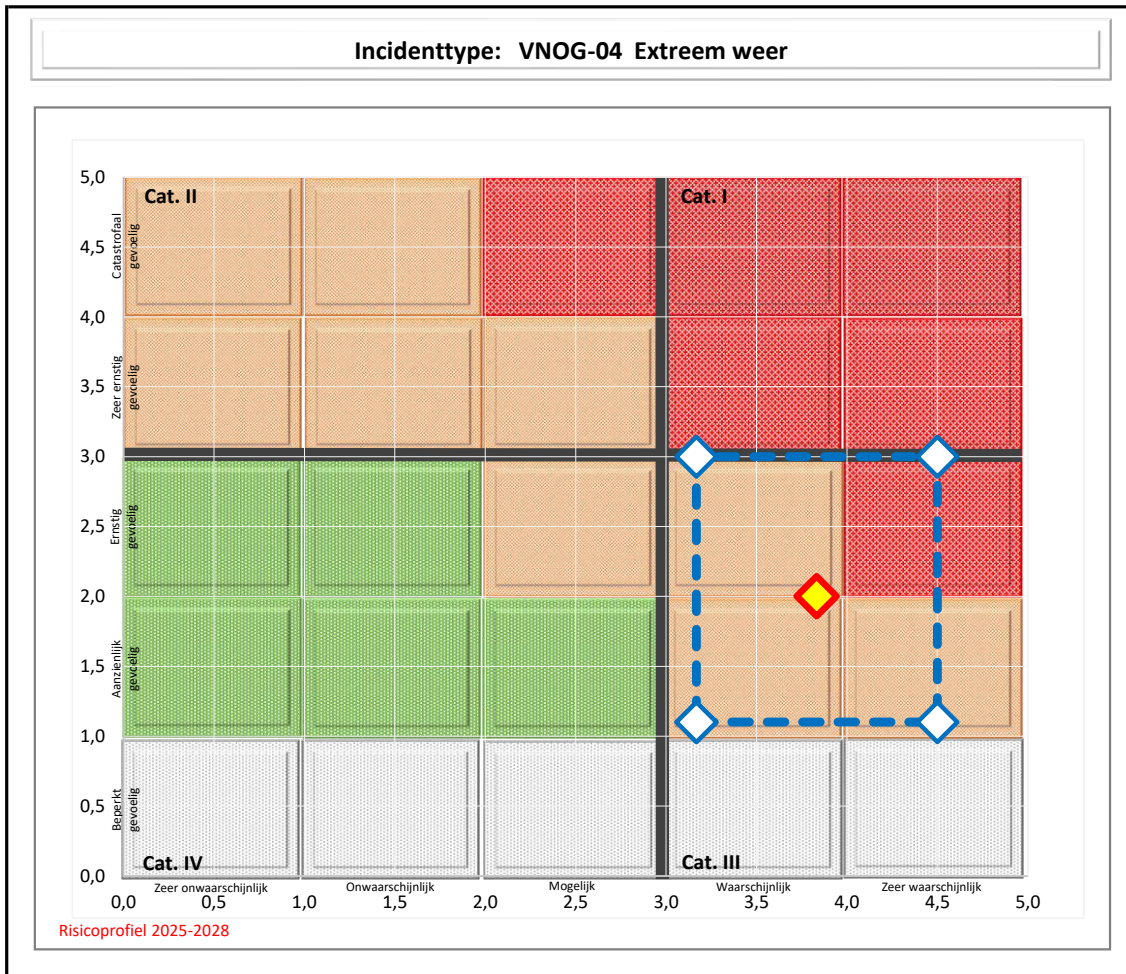 Incidenttype: VNOG-04 Extreem weer
5,0
4,5
4,0
3,5
3,0
2,5
2,0
1,5
1,0
0,5
0,0
Catastrofaal
gevoelig
Zeer ernstig
gevoelig
Ernstig
gevoelig
Aanzienlijk
gevoelig
Beperkt
gevoelig
Cat. II
Cat. I
Cat. IV
Cat. III
Zeer onwaarschijnlijk
Onwaarschijnlijk
Mogelijk
Waarschijnlijk
Zeer waarschijnlijk
0,0 0,5 1,0 1,5 2,0 2,5 3,0 3,5 4,0 4,5 5,0
Risicoprofiel 2025-2028